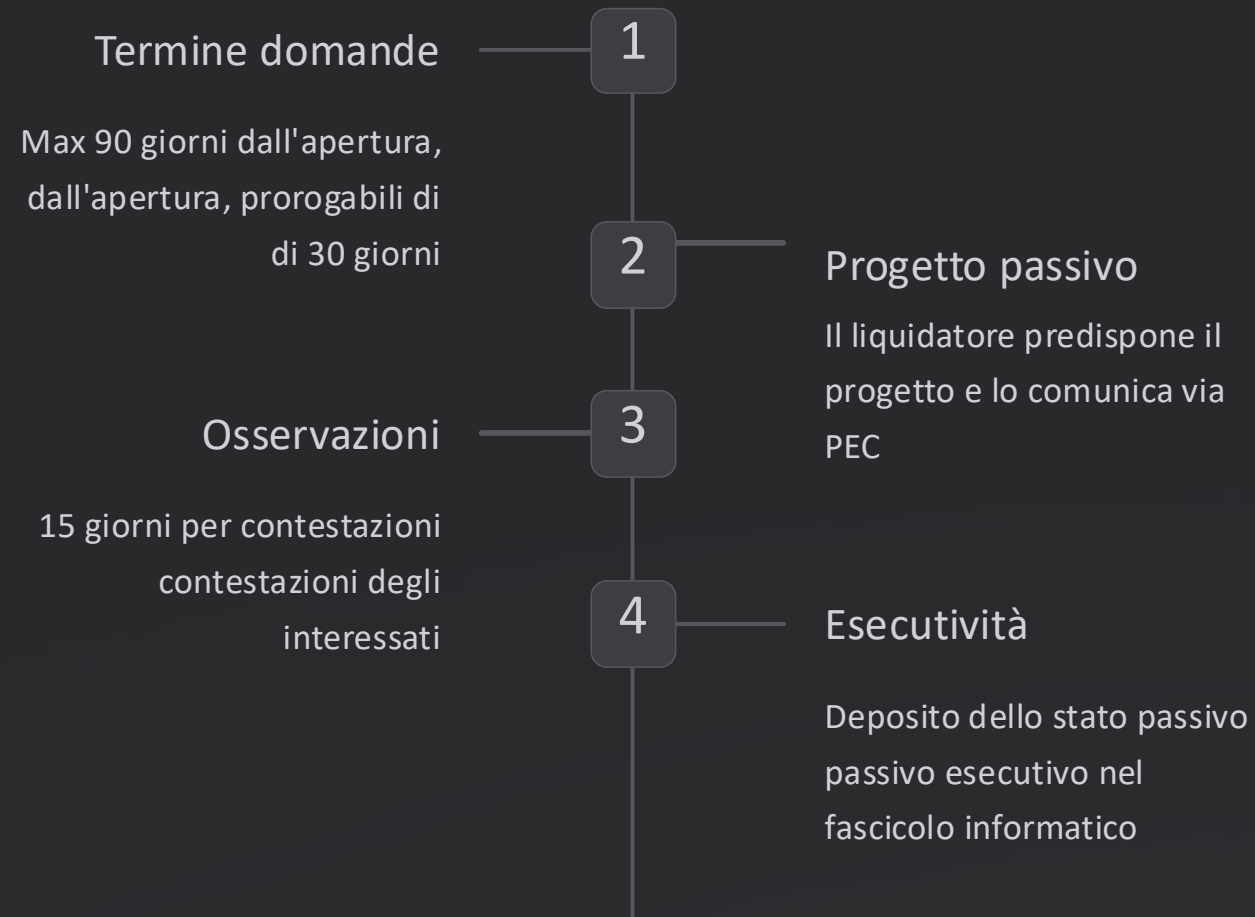 Termine domande
1
Max 90 giorni dall'apertura,
dall'apertura, prorogabili di
di 30 giorni
2
Progetto passivo
Il liquidatore predispone il
progetto e lo comunica via
PEC
Osservazioni
3
15 giorni per contestazioni
contestazioni degli
interessati
4
Esecutività
Deposito dello stato passivo
passivo esecutivo nel
fascicolo informatico